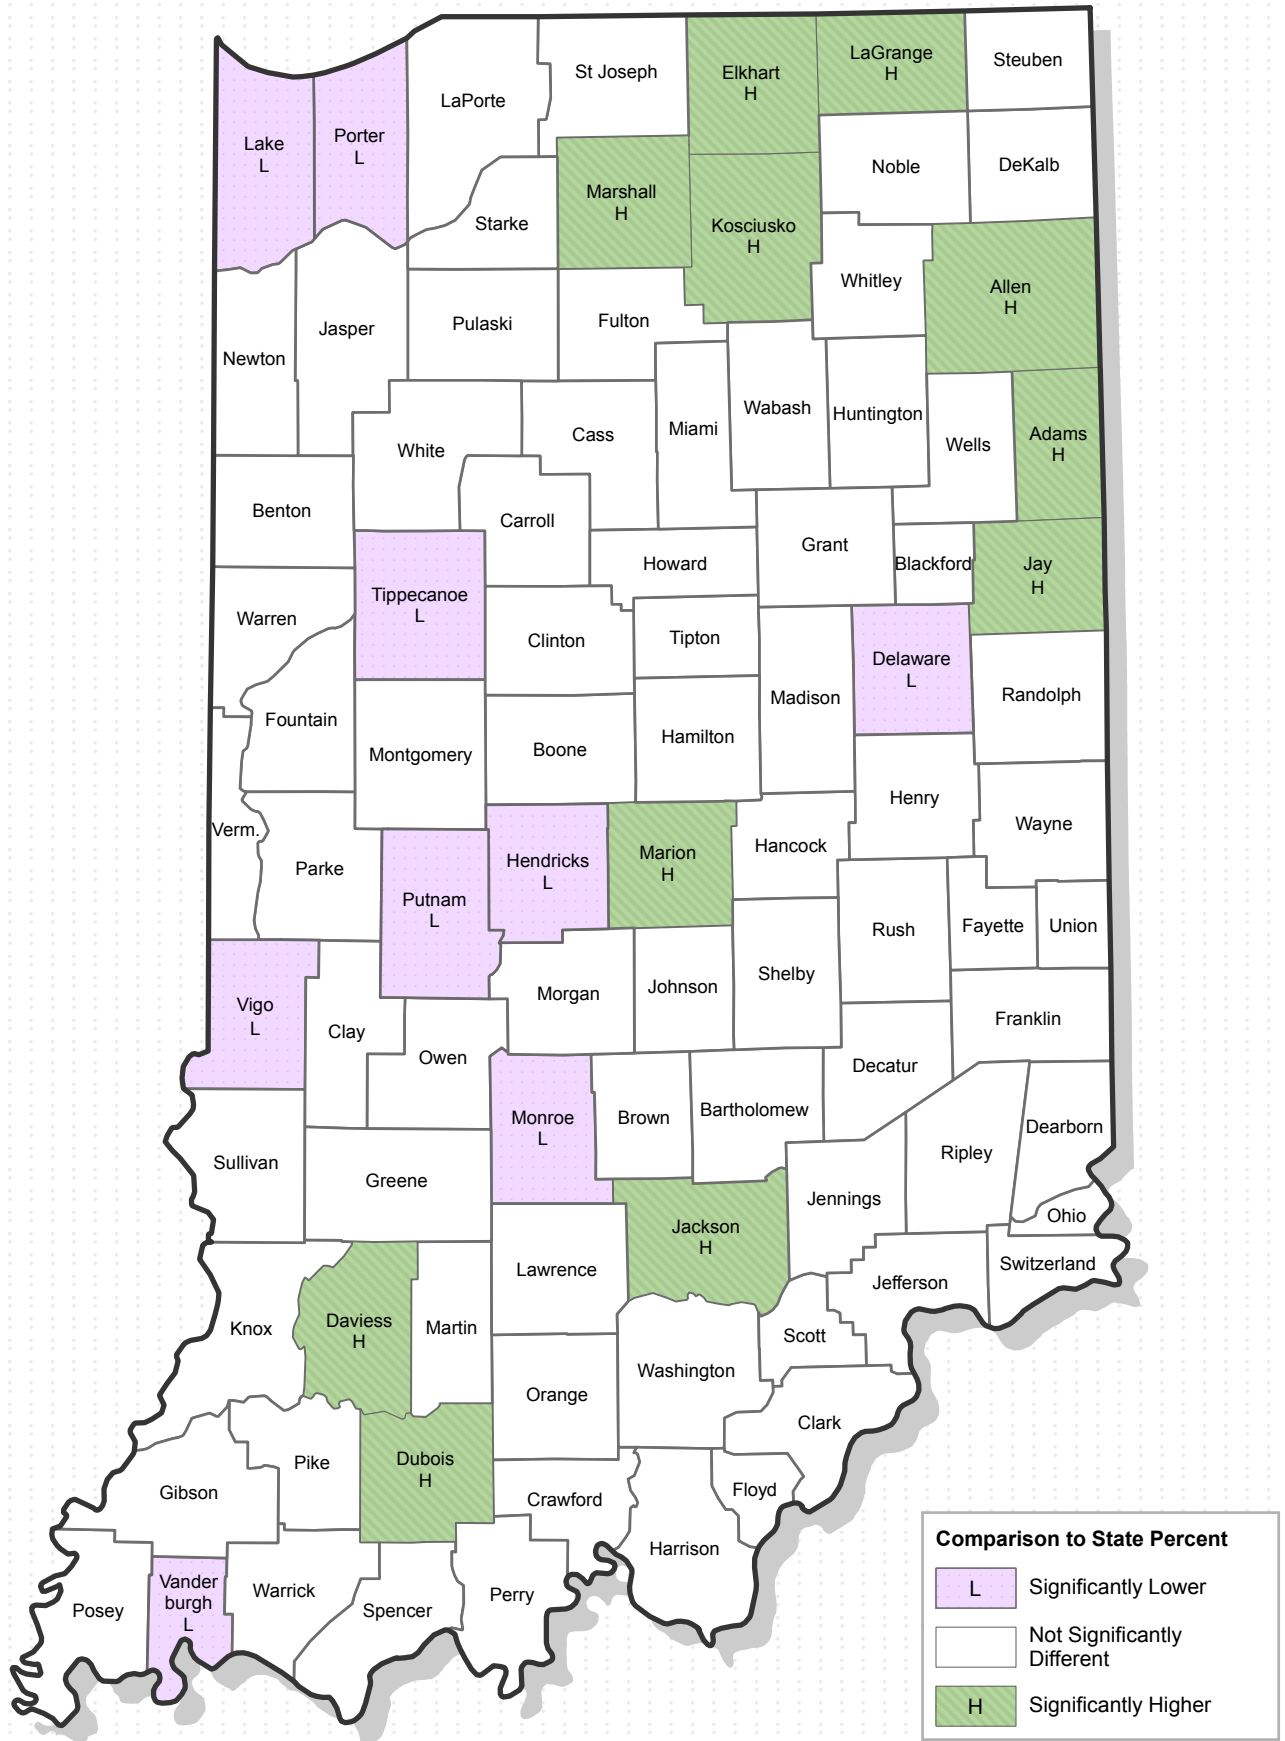 St Joseph
Elkhart
H
LaGrange
H
Steuben
LaPorte
Lake
L
Porter
L
Noble
DeKalb
Marshall
H
Starke
Kosciusko
H
Whitley
Allen
H
Newton
Jasper
Pulaski
Fulton
White
Cass
Miami
Wabash
Huntington
Wells
Adams
H
Benton
Carroll
Howard
Grant
Blackford
Jay
H
Tippecanoe
L
Warren
Clinton
Tipton
Madison
Delaware
L
Randolph
Fountain
Montgomery
Boone
Hamilton
Henry
Wayne
Verm.
Parke
Putnam
L
Hendricks
L
Marion
H
Hancock
Rush
Fayette
Union
Vigo
L
Clay
Owen
Morgan
Johnson
Shelby
Franklin
Decatur
Monroe
L
Brown
Bartholomew
Dearborn
Sullivan
Greene
Jennings
Ripley
Ohio
Jackson
H
Lawrence
Jefferson
Switzerland
Knox
Daviess
H
Martin
Scott
Orange
Washington
Clark
Gibson
Pike
Dubois
H
Crawford
Floyd
Harrison
Posey
Vander
burgh
L
Warrick
Spencer
Perry
Comparison to State Percent
L Significantly Lower
Not Significantly
Different
H Significantly Higher